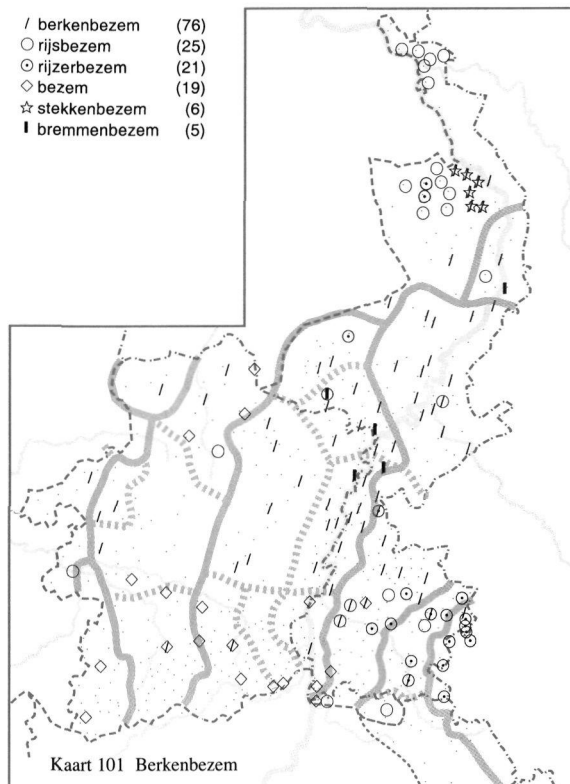 berkenbezem (76)
rijsbezem (25)
rijzerbezem (21)
bezem (19)
stekkenbezem (6)
bremmenbezem (5)
Kaart 101 Berkenbezem